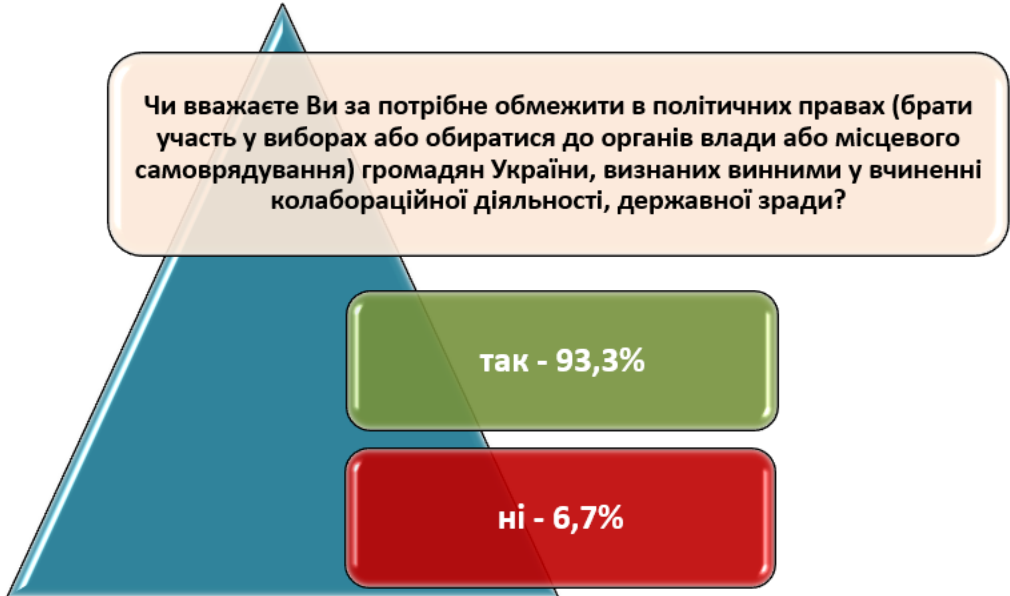 Чи вважаєте Ви за потрібне обмежити в політичних правах (брати
участь у виборах або обиратися до органів влади або місцевого
самоврядування) громадян України, визнаних винними у вчиненні
колабораційної діяльності, державної зради?
так - 93,3%
ні - 6,7%